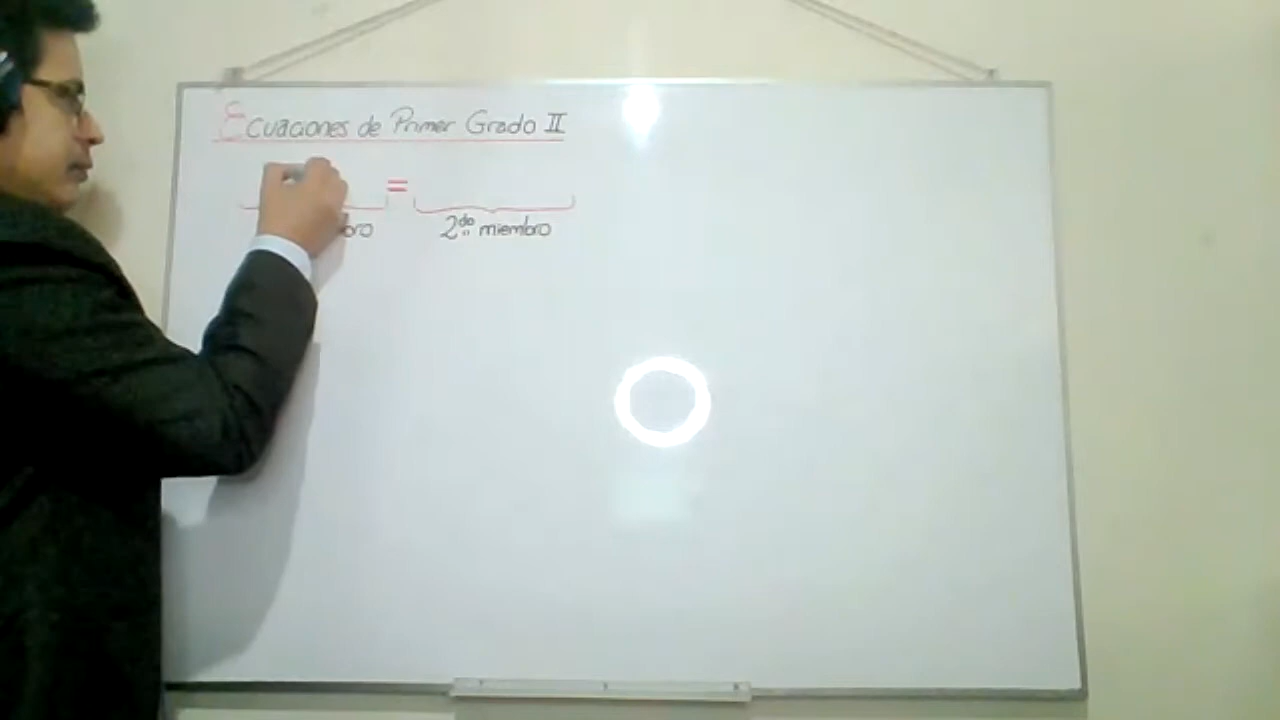 Ecuaciones de Primer Grado II
=
2do miembro